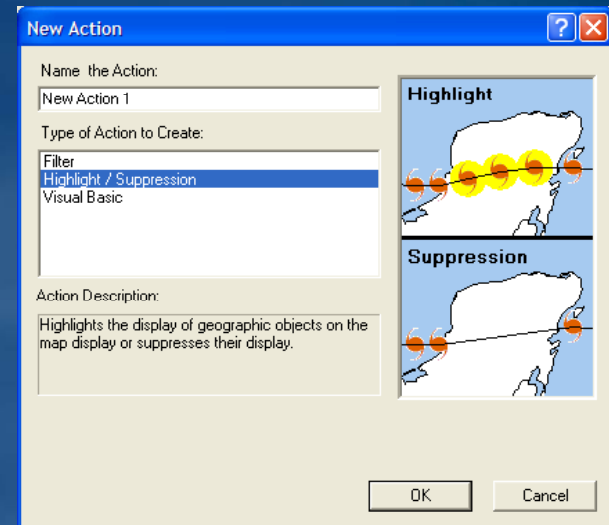 New Action
Name the Action:
New Action 1
Type of Action to Create:
Filter
Highlight / Suppression
Visual Basic
Action Description:
Highlights the display of geographic objects on the
map display or suppresses their display.
Highlight
Suppression
OK
Cancel